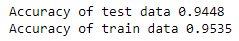 Accuracy of test data 0.9448
Accuracy of train data 0.9535